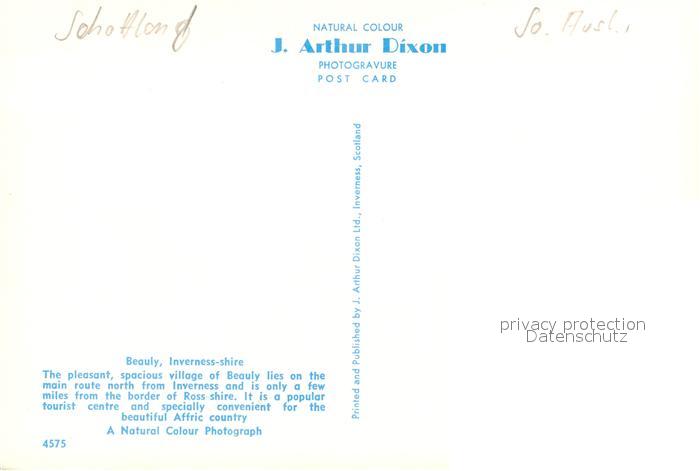 Schottland
So. Ausl.
NATURAL COLOUR
J. Arthur Dixon
PHOTOGRAVURE
POST CARD
Printed and Published by J. Arthur Dixon Ltd., Inverness, Scotland
privacy protection
Datenschutz
Beauly, Inverness-shire
The pleasant, spacious village of Beauly lies on the
main route north from Inverness and is only a few
miles from the border of Ross-shire. It is a popular
tourist centre and specially convenient for the
beautiful Affric country
A Natural Colour Photograph
4575